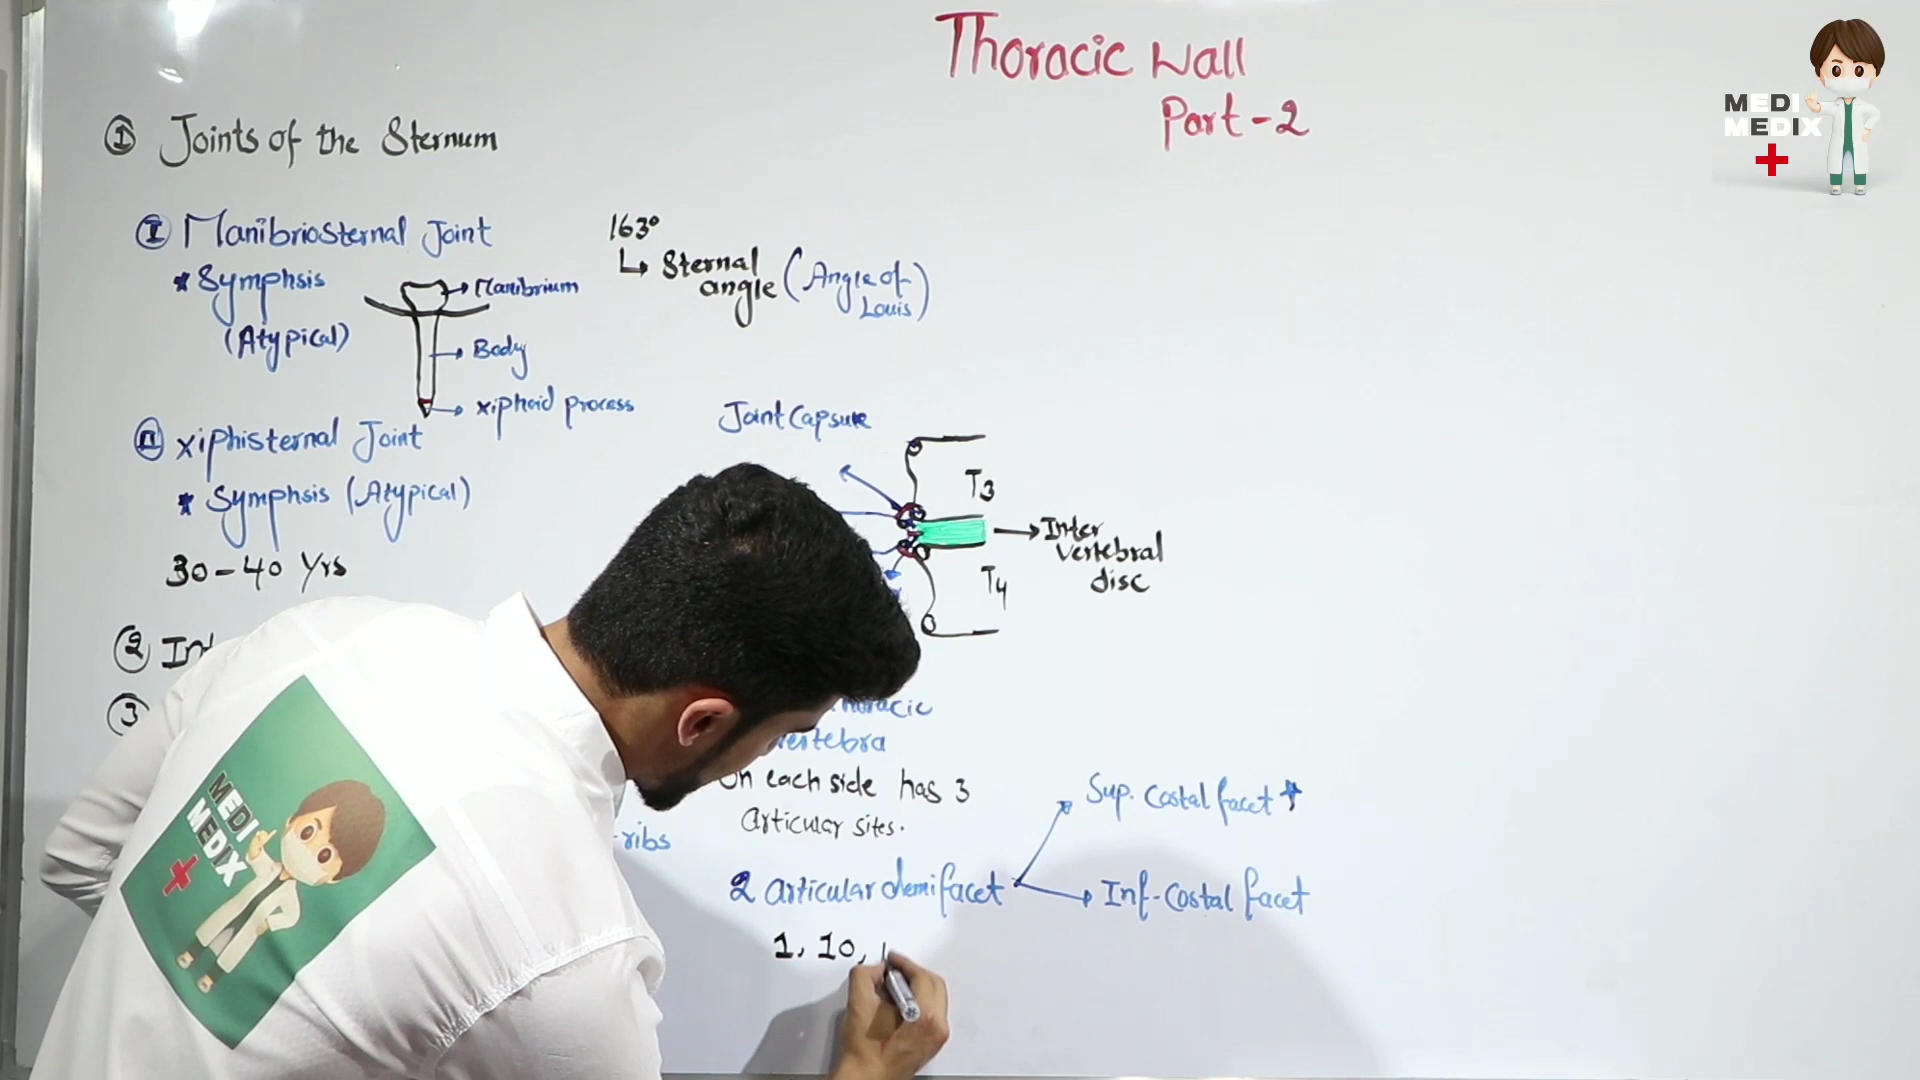 Thoracic Wall
Part-2
MEDI
MEDIX
① Joints of the Sternum
Ⓘ Manibriosternal Joint
* Symphsis
(Atypical)
Manibrium
Body
xiphoid process
163°
↳ Sternal angle (Angle of Louis)
Ⓘⓘ xiphisternal Joint
* Symphsis (Atypical)
30-40 Yrs
Joint Capsule
T3
T4
Inter
vertebral
disc
② Int
③
vertebra
on each side has 3
articular sites.
-ribs
2 articular demifacet
Sup. Costal facet
Inf-Costal facet
1, 10,
MEDI
MEDIX